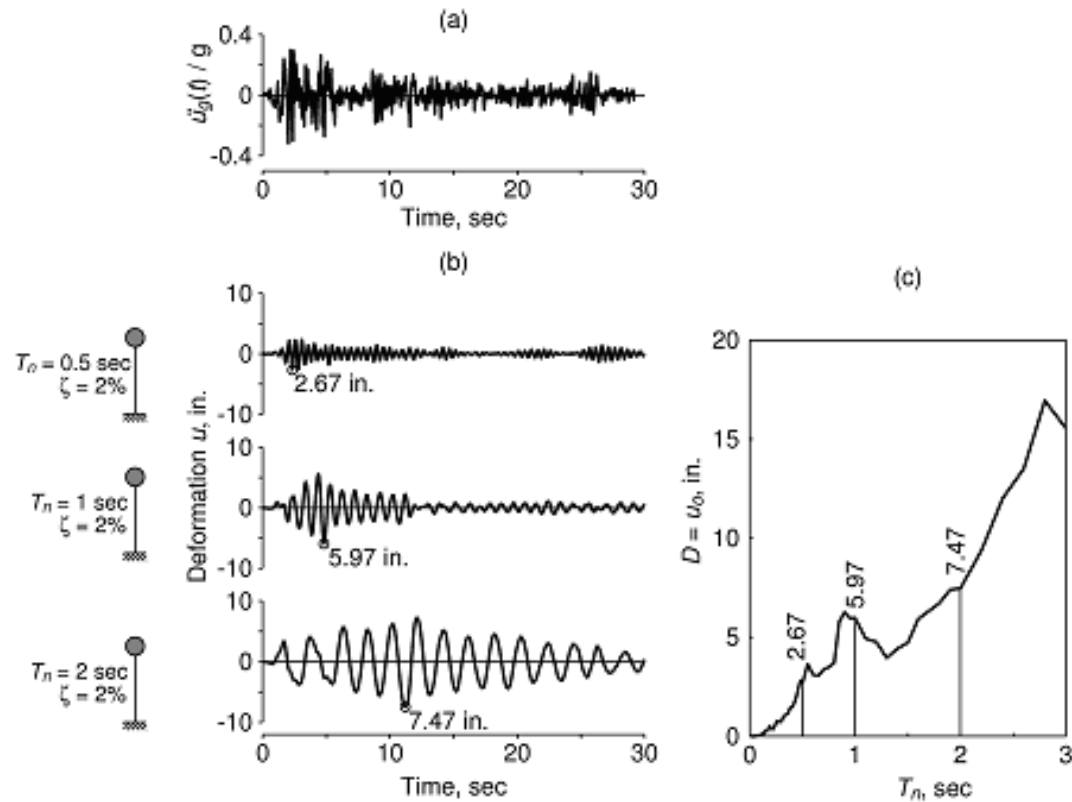 (a)
0.4
0
-0.4
üg(t) / g
0 10 20 30
Time, sec
(b)
Deformation u, in.
Tn = 0.5 sec
ζ = 2%
10
0
-10
2.67 in.
Tn = 1 sec
ζ = 2%
10
0
-10
5.97 in.
Tn = 2 sec
ζ = 2%
10
0
-10
7.47 in.
0 10 20 30
Time, sec
(c)
20
15
10
5
0
D = u0, in.
2.67
5.97
7.47
0 1 2 3
Tn, sec